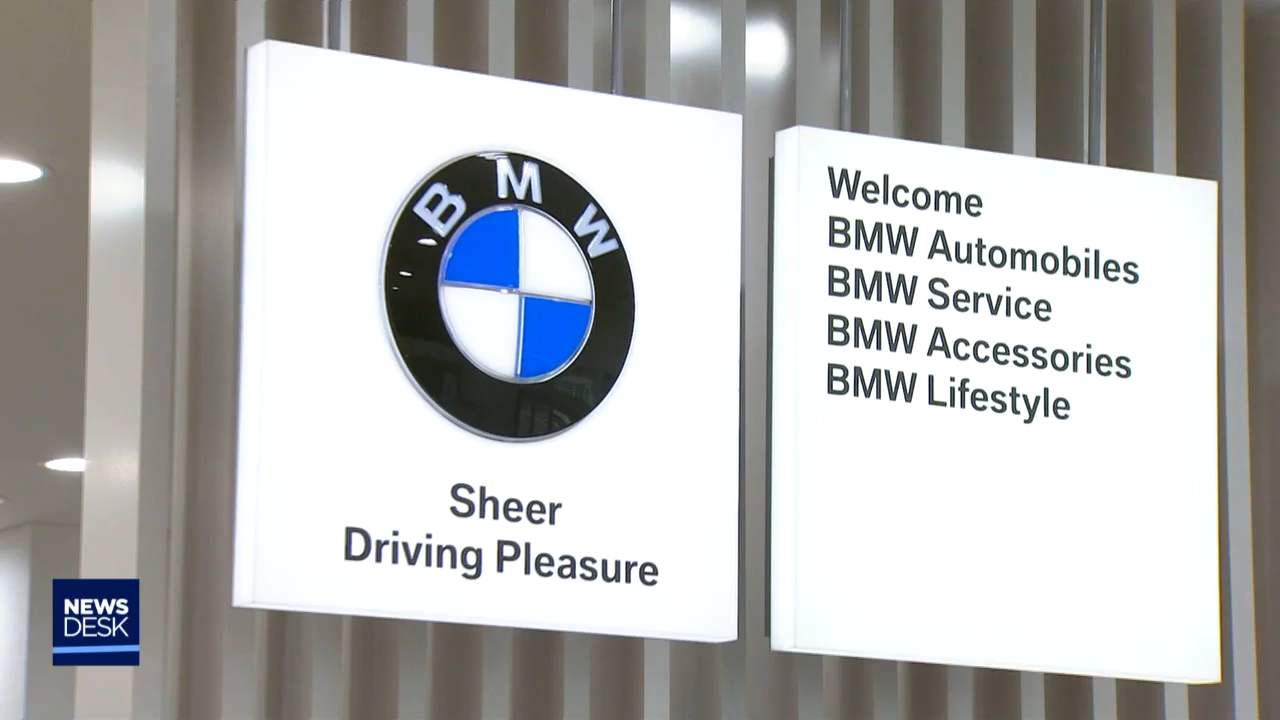 BMW
Sheer
Driving Pleasure
Welcome
BMW Automobiles
BMW Service
BMW Accessories
BMW Lifestyle
NEWS
DESK